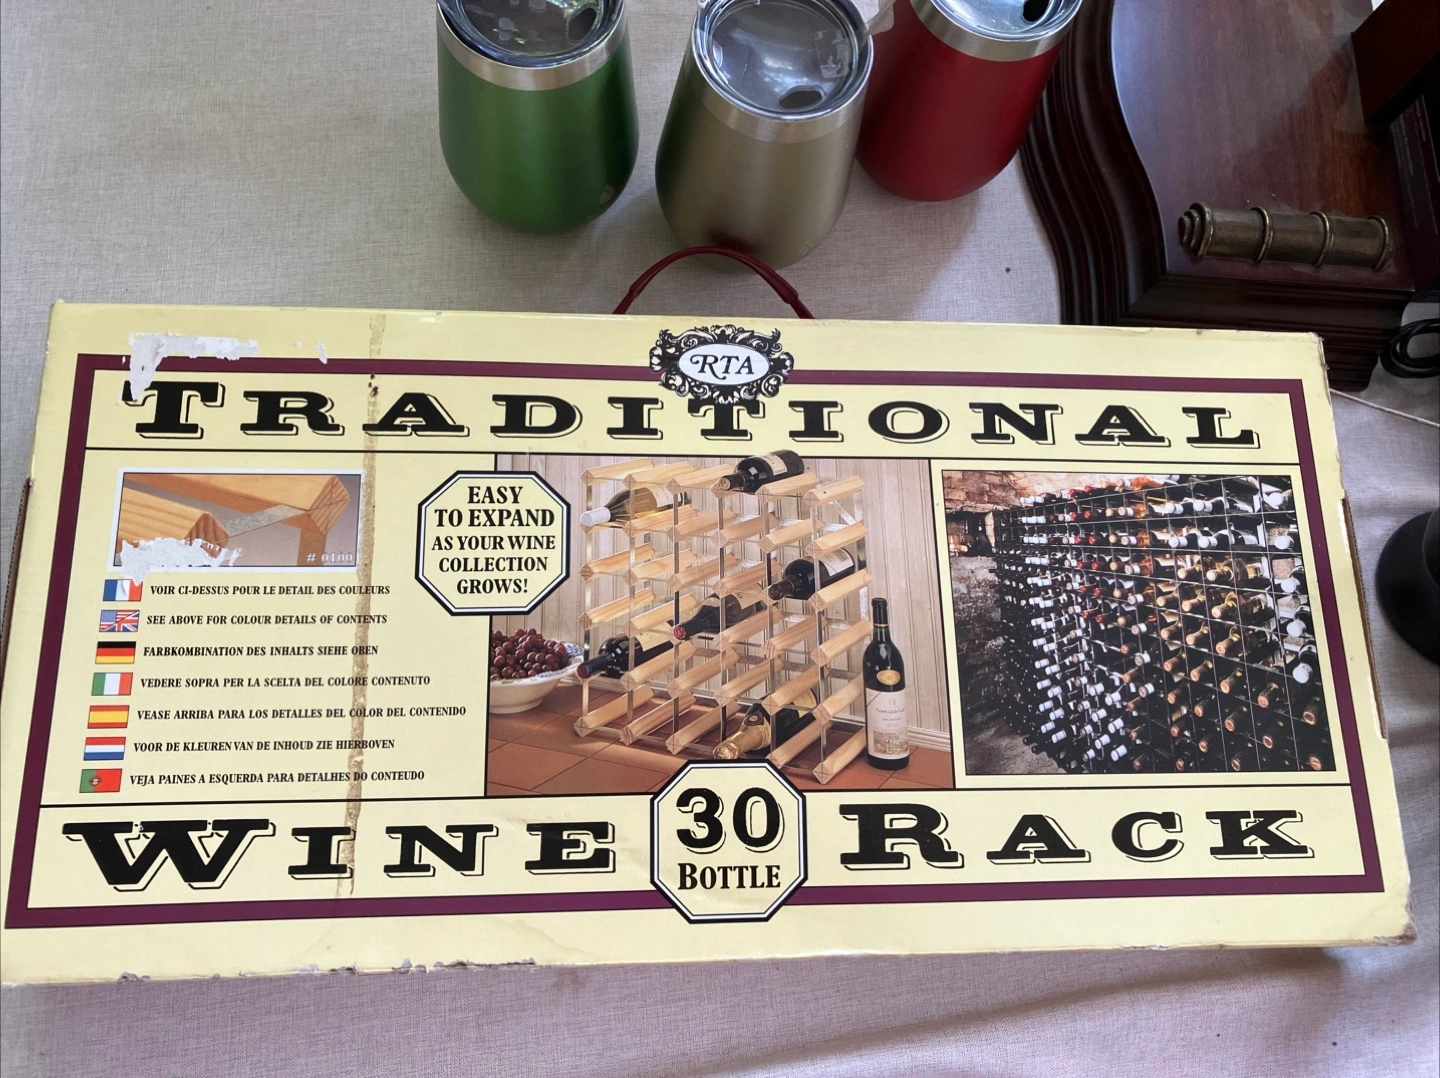 RTA
TRADITIONAL
# 0100
EASY
TO EXPAND
AS YOUR WINE
COLLECTION
GROWS!
VOIR CI-DESSUS POUR LE DETAIL DES COULEURS
SEE ABOVE FOR COLOUR DETAILS OF CONTENTS
FARBKOMBINATION DES INHALTS SIEHE OBEN
VEDERE SOPRA PER LA SCELTA DEL COLORE CONTENUTO
VEASE ARRIBA PARA LOS DETALLES DEL COLOR DEL CONTENIDO
VOOR DE KLEUREN VAN DE INHOUD ZIE HIERBOVEN
VEJA PAINES A ESQUERDA PARA DETALHES DO CONTEUDO
WINE
30
BOTTLE
RACK